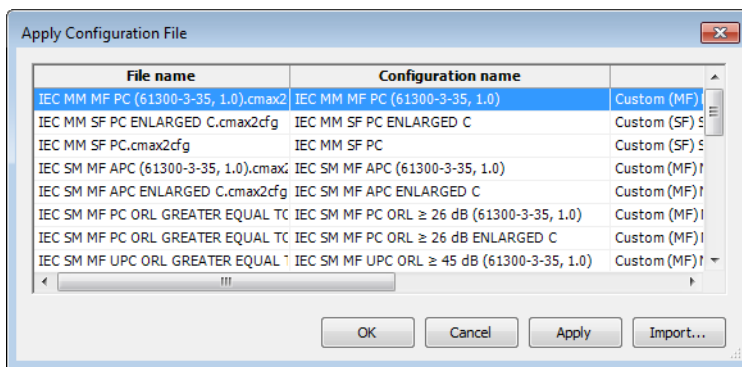 Apply Configuration File
File name Configuration name
IEC MM MF PC (61300-3-35, 1.0).cmax2 IEC MM MF PC (61300-3-35, 1.0) Custom (MF)
IEC MM SF PC ENLARGED C.cmax2cfg IEC MM SF PC ENLARGED C Custom (SF)
IEC MM SF PC.cmax2cfg IEC MM SF PC Custom (SF)
IEC SM MF APC (61300-3-35, 1.0).cmax2 IEC SM MF APC (61300-3-35, 1.0) Custom (MF)
IEC SM MF APC ENLARGED C.cmax2cfg IEC SM MF APC ENLARGED C Custom (MF)
IEC SM MF PC ORL GREATER EQUAL TO IEC SM MF PC ORL ≥ 26 dB (61300-3-35, 1.0) Custom (MF)
IEC SM MF PC ORL GREATER EQUAL TO IEC SM MF PC ORL ≥ 26 dB ENLARGED C Custom (MF)
IEC SM MF UPC ORL GREATER EQUAL IEC SM MF UPC ORL ≥ 45 dB (61300-3-35, 1.0) Custom (MF)
OK Cancel Apply Import...